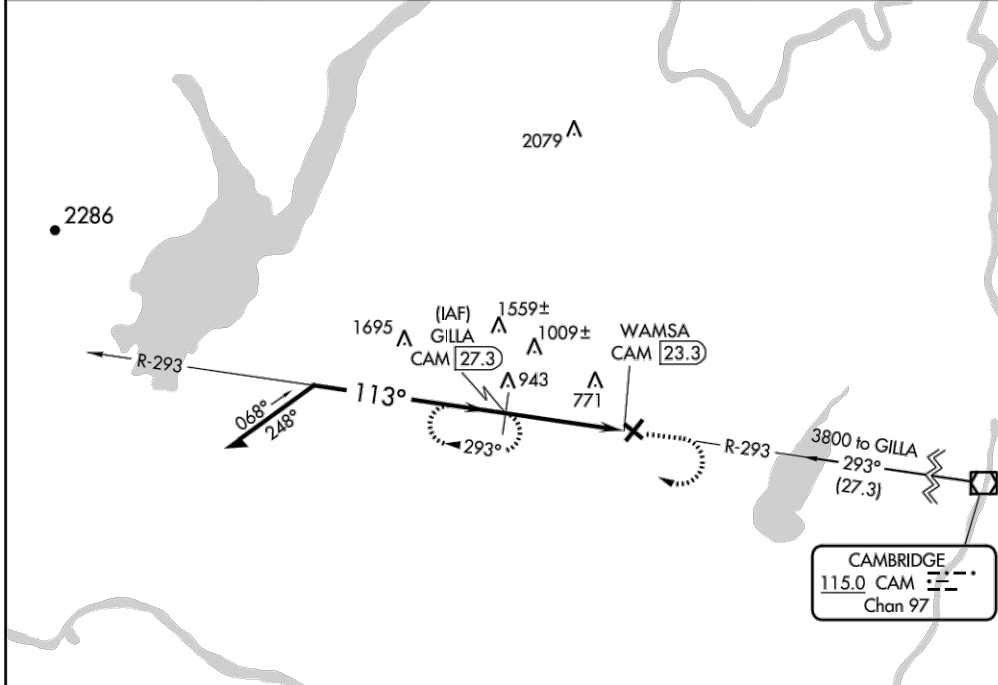 2079
2286
(IAF)
GILLA
CAM 27.3
1559±
1695
1009±
WAMSA
CAM 23.3
943
771
R-293
113°
068°
248°
293°
R-293
3800 to GILLA
293°
(27.3)
CAMBRIDGE
115.0 CAM
Chan 97